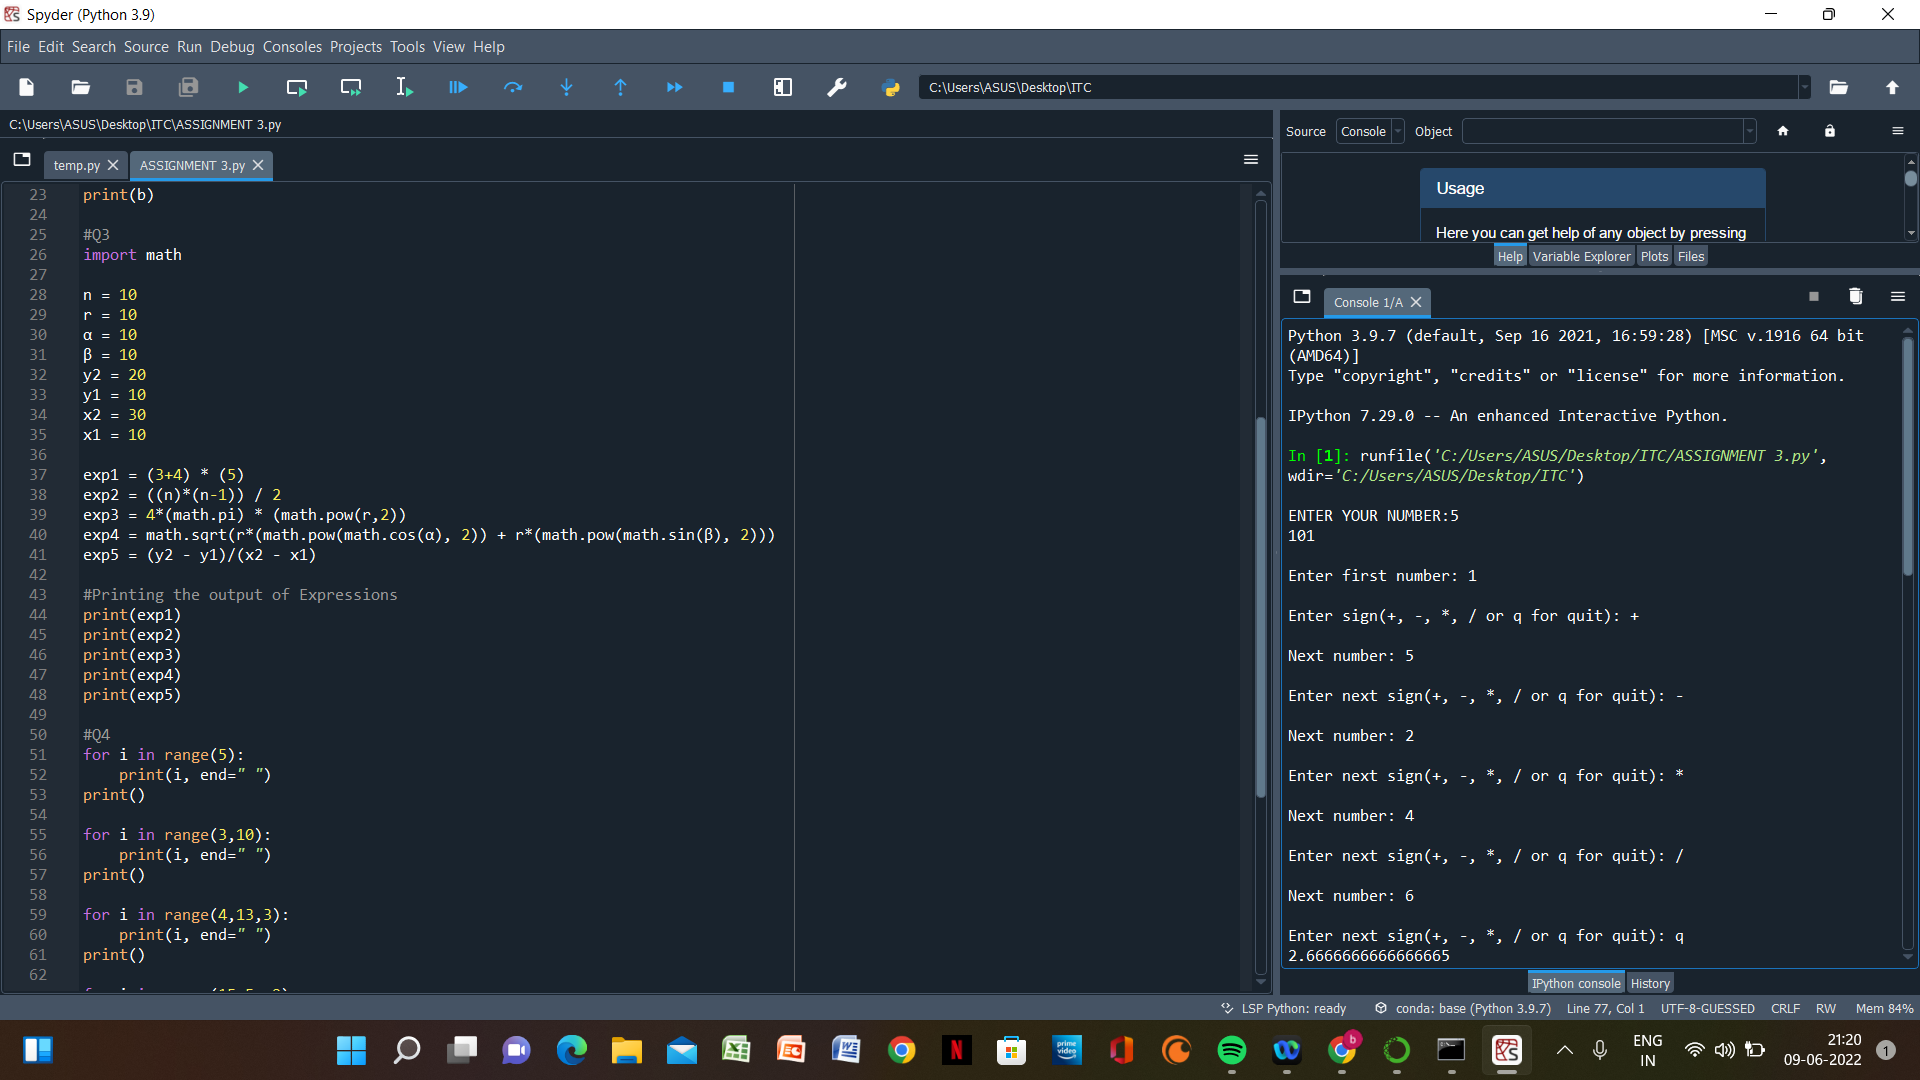 Spyder (Python 3.9)
File Edit Search Source Run Debug Consoles Projects Tools View Help
C:\Users\ASUS\Desktop\ITC
C:\Users\ASUS\Desktop\ITC\ASSIGNMENT 3.py
temp.py
ASSIGNMENT 3.py
23 print(b)
24
25 #Q3
26 import math
27
28 n = 10
29 r = 10
30 α = 10
31 β = 10
32 y2 = 20
33 y1 = 10
34 x2 = 30
35 x1 = 10
36
37 exp1 = (3+4) * (5)
38 exp2 = ((n)*(n-1)) / 2
39 exp3 = 4*(math.pi) * (math.pow(r,2))
40 exp4 = math.sqrt(r*(math.pow(math.cos(α), 2)) + r*(math.pow(math.sin(β), 2)))
41 exp5 = (y2 - y1)/(x2 - x1)
42
43 #Printing the output of Expressions
44 print(exp1)
45 print(exp2)
46 print(exp3)
47 print(exp4)
48 print(exp5)
49
50 #Q4
51 for i in range(5):
52 print(i, end=" ")
53 print()
54
55 for i in range(3,10):
56 print(i, end=" ")
57 print()
58
59 for i in range(4,13,3):
60 print(i, end=" ")
61 print()
62
Source Console Object
Usage
Here you can get help of any object by pressing
Help Variable Explorer Plots Files
Console 1/A
Python 3.9.7 (default, Sep 16 2021, 16:59:28) [MSC v.1916 64 bit
(AMD64)]
Type "copyright", "credits" or "license" for more information.
IPython 7.29.0 -- An enhanced Interactive Python.
In [1]: runfile('C:/Users/ASUS/Desktop/ITC/ASSIGNMENT 3.py',
wdir='C:/Users/ASUS/Desktop/ITC')
ENTER YOUR NUMBER:5
101
Enter first number: 1
Enter sign(+, -, *, / or q for quit): +
Next number: 5
Enter next sign(+, -, *, / or q for quit): -
Next number: 2
Enter next sign(+, -, *, / or q for quit): *
Next number: 4
Enter next sign(+, -, *, / or q for quit): /
Next number: 6
Enter next sign(+, -, *, / or q for quit): q
2.6666666666666665
IPython console History
LSP Python: ready conda: base (Python 3.9.7) Line 77, Col 1 UTF-8-GUESSED CRLF RW Mem 84%
prime video
b
ENG
IN
21:20
09-06-2022
1